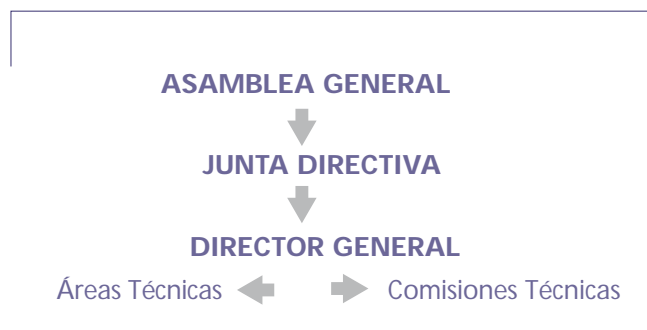 ASAMBLEA GENERAL
JUNTA DIRECTIVA
DIRECTOR GENERAL
Áreas Técnicas Comisiones Técnicas